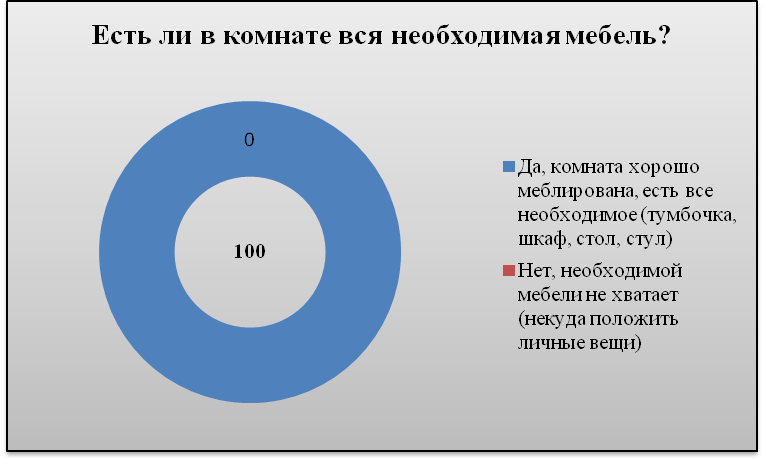 Есть ли в комнате вся необходимая мебель?
0
100
Да, комната хорошо
меблирована, есть все
необходимое (тумбочка,
шкаф, стол, стул)
Нет, необходимой
мебели не хватает
(некуда положить
личные вещи)